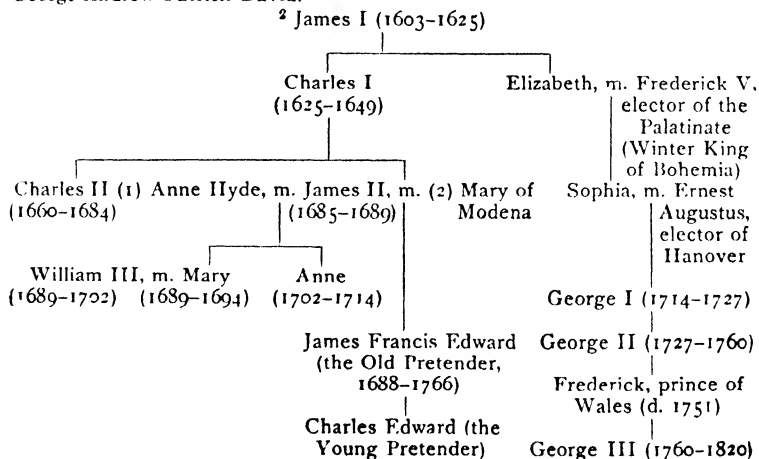 ² James I (1603–1625)
Charles I
(1625–1649)
Elizabeth, m. Frederick V,
elector of the
Palatinate
(Winter King
of Bohemia)
Charles II (1) Anne Hyde, m. James II, m. (2) Mary of
(1660–1684) (1685–1689) Modena
Sophia, m. Ernest
Augustus,
elector of
Hanover
William III, m. Mary Anne
(1689–1702) (1689–1694) (1702–1714)
George I (1714–1727)
James Francis Edward
(the Old Pretender,
1688–1766)
George II (1727–1760)
Frederick, prince of
Wales (d. 1751)
Charles Edward (the
Young Pretender)
George III (1760–1820)